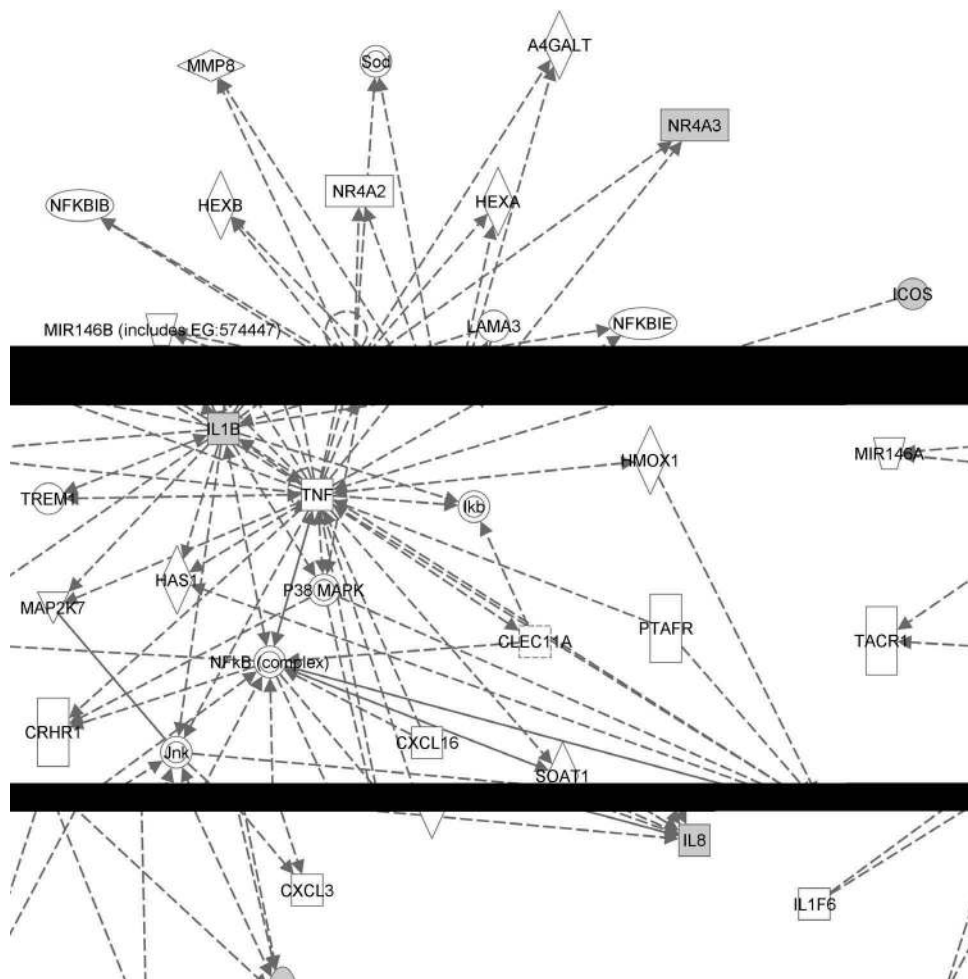 A4GALT
MMP8
Sod
NR4A3
NR4A2
NFKBIB
HEXB
HEXA
ICOS
MIR146B (includes EG:574447)
LAMA3
NFKBIE
IL1B
HMOX1
MIR146A
TREM1
TNF
Ikb
HAS1
P38 MAPK
MAP2K7
PTAFR
CLEC11A
TACR1
NFkB (complex)
CRHR1
CXCL16
Jnk
SOAT1
IL8
CXCL3
IL1F6